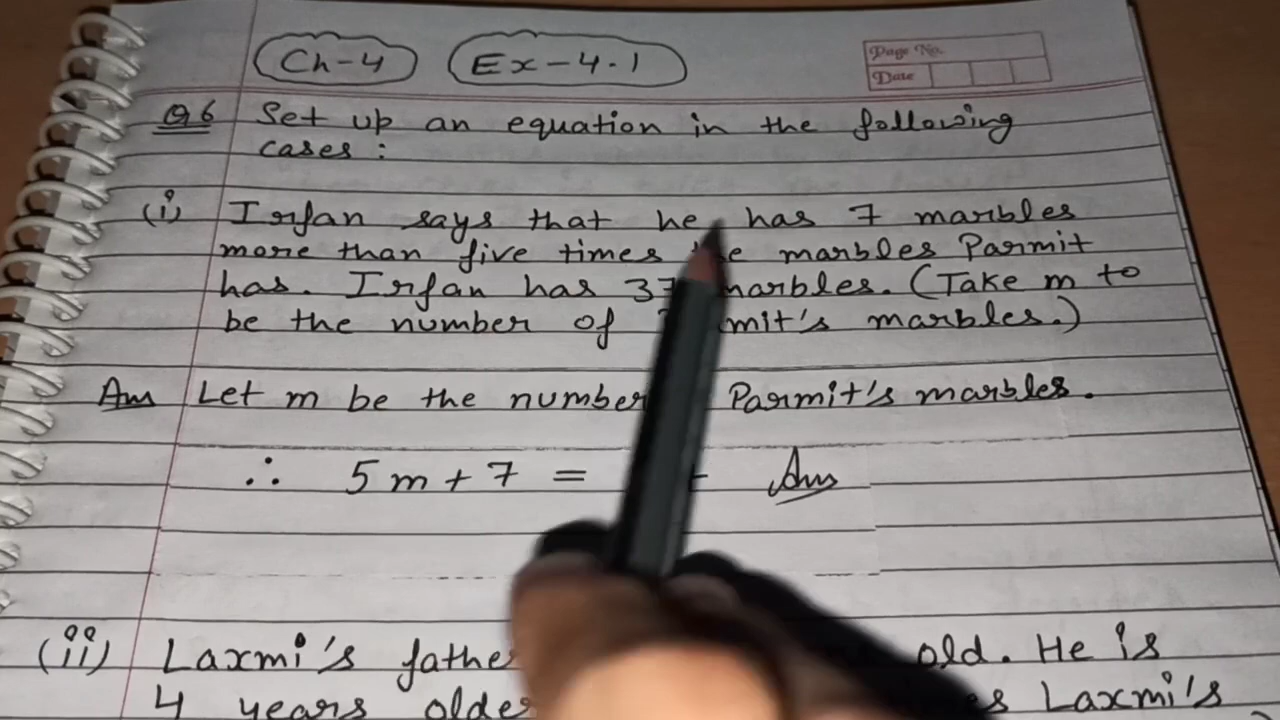 Ch-4 Ex-4.1
Page No.
Date
Q6 Set up an equation in the following
cases:
(i) Irfan says that he has 7 marbles
more than five times the marbles Parmit
has. Irfan has 37 marbles. (Take m to
be the number of mit's marbles.)
Ans Let m be the number Parmit's marbles.
∴ 5m + 7 = Ans
(ii) Laxmi's fathe old. He is
4 years olde Laxmi's